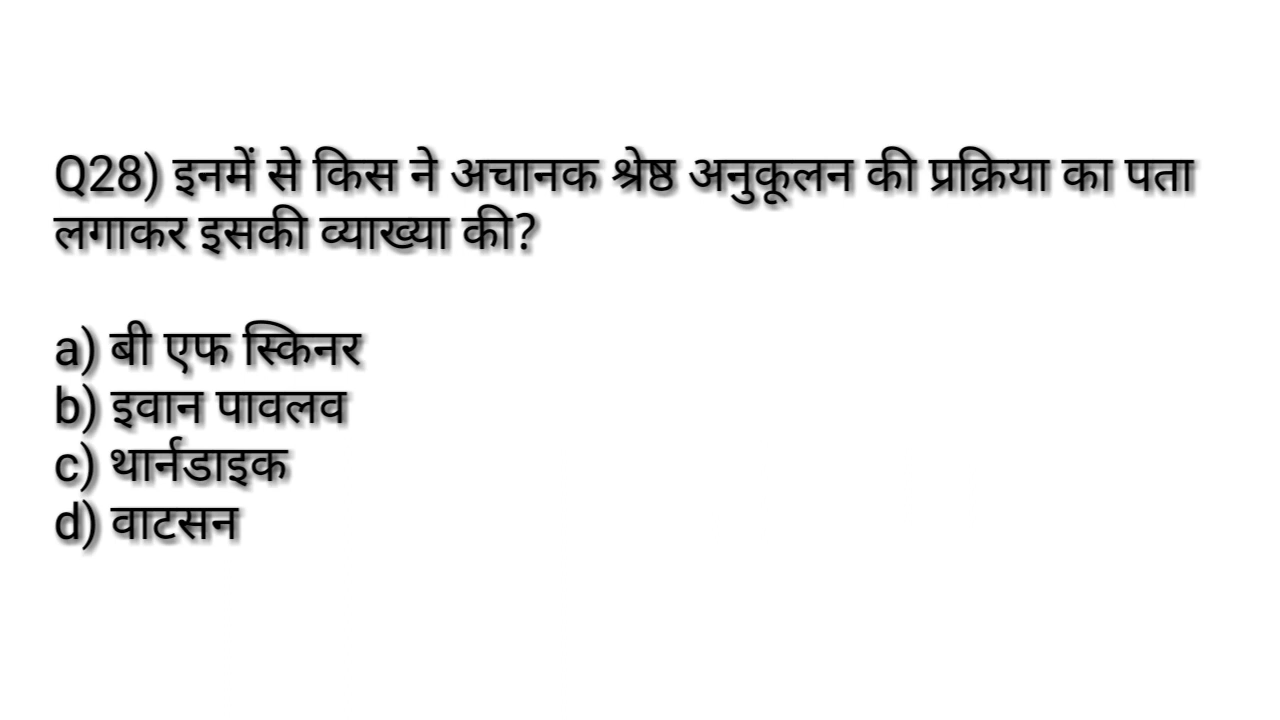 Q28) इनमें से किस ने अचानक श्रेष्ठ अनुकूलन की प्रक्रिया का पता
लगाकर इसकी व्याख्या की?
a) बी एफ स्किनर
b) इवान पावलव
c) थार्नडाइक
d) वाटसन